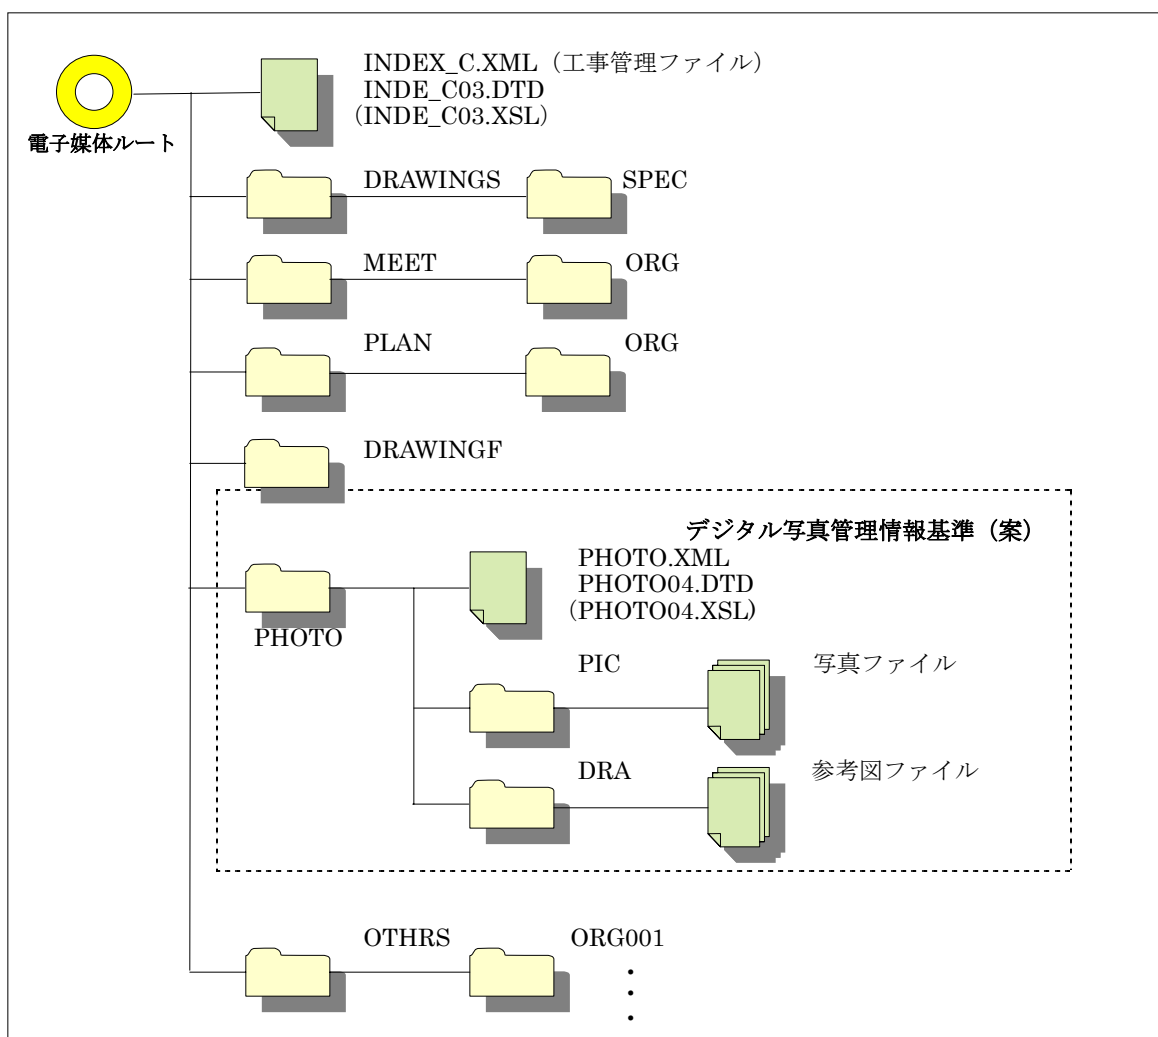 INDEX_C.XML（工事管理ファイル）
INDE_C03.DTD
（INDE_C03.XSL）
電子媒体ルート
DRAWINGS
SPEC
MEET
ORG
PLAN
ORG
DRAWINGF
デジタル写真管理情報基準（案）
PHOTO.XML
PHOTO04.DTD
（PHOTO04.XSL）
PHOTO
PIC
写真ファイル
DRA
参考図ファイル
OTHRS
ORG001
・
・
・